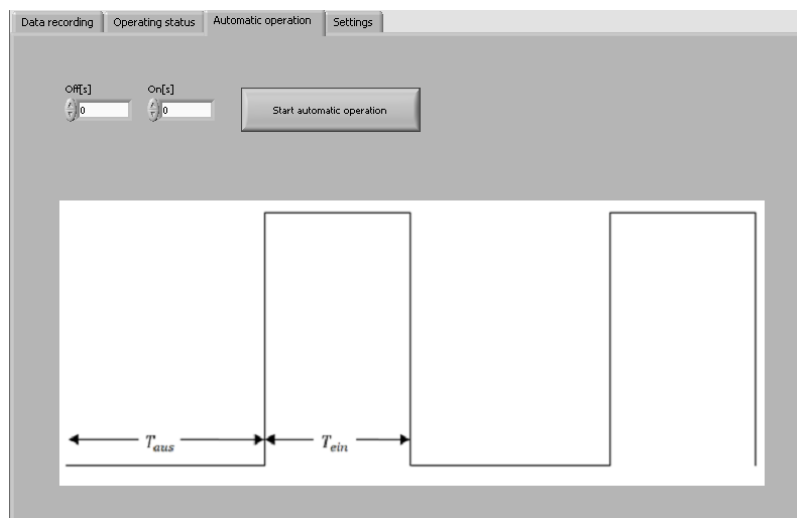 Data recording Operating status Automatic operation Settings
Off[s] On[s]
0 0 Start automatic operation
T_aus T_ein